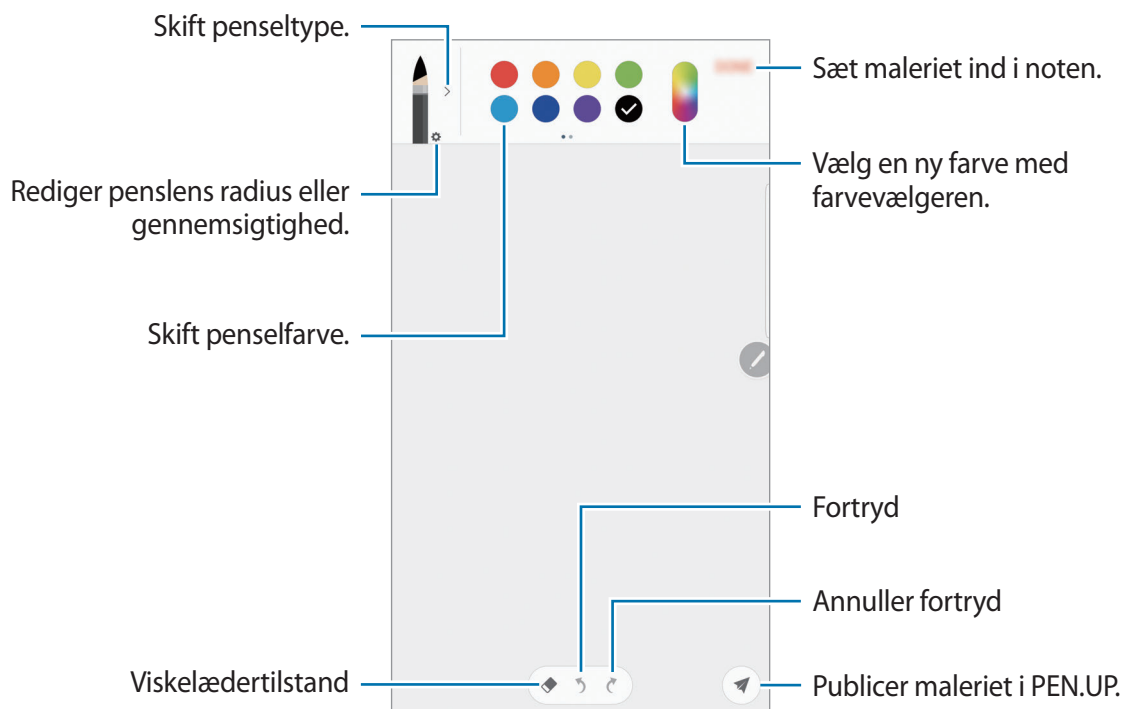 Skift penseltype.
Sæt maleriet ind i noten.
Vælg en ny farve med
farvevælgeren.
Rediger penslens radius eller
gennemsigtighed.
Skift penselfarve.
Fortryd
Annuller fortryd
Viskelædertilstand
Publicer maleriet i PEN.UP.